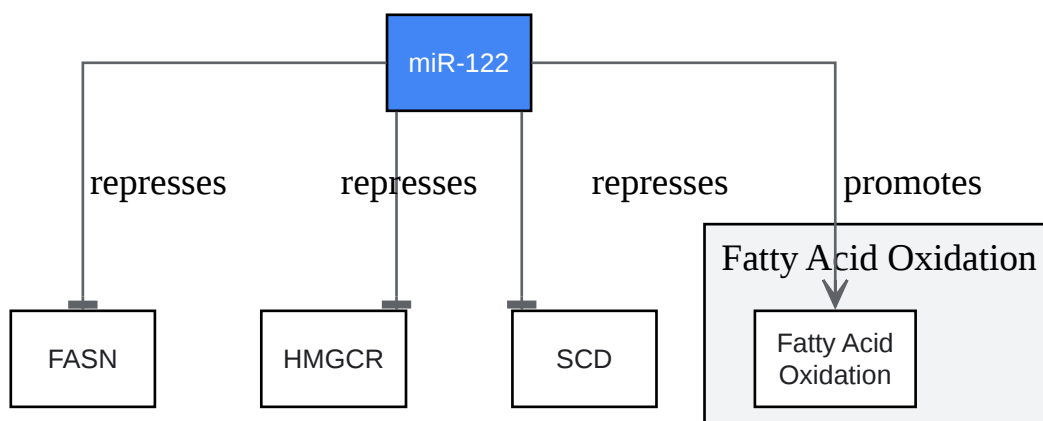 miR-122
represses
represses
represses
promotes
Fatty Acid Oxidation
FASN
HMGCR
SCD
Fatty Acid
Oxidation